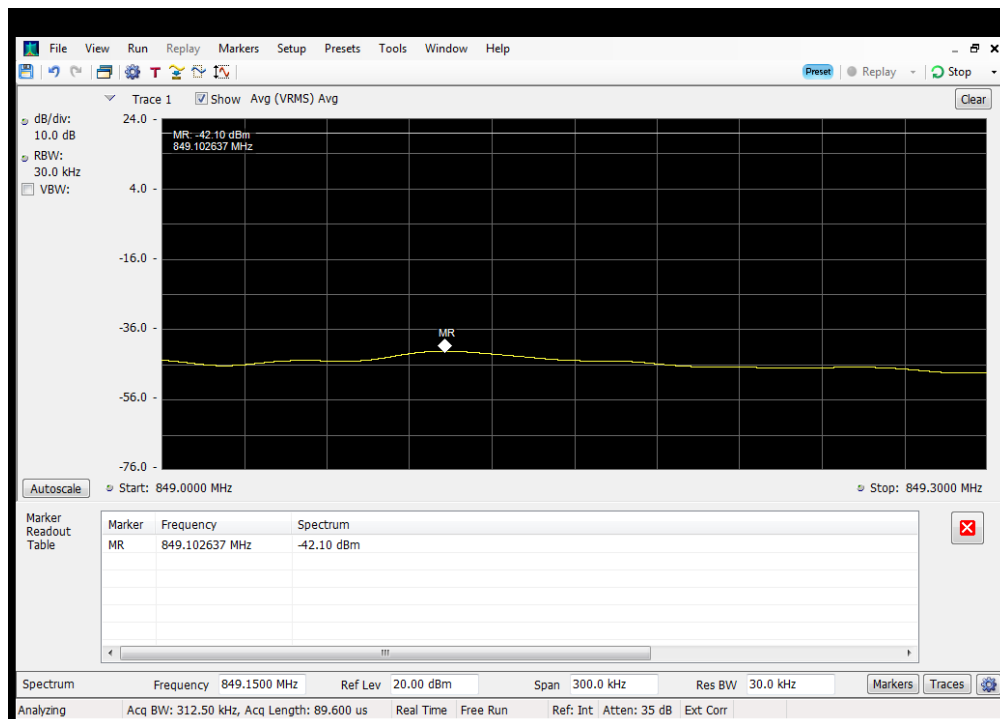 File View Run Replay Markers Setup Presets Tools Window Help
T Preset Replay Stop
Trace 1 Show Avg (VRMS) Avg Clear
dB/div:
10.0 dB
RBW:
30.0 kHz
VBW:
24.0
4.0
-16.0
-36.0
-56.0
-76.0
MR: -42.10 dBm
849.102637 MHz
MR
Autoscale Start: 849.0000 MHz Stop: 849.3000 MHz
Marker
Readout
Table
Marker Frequency Spectrum
MR 849.102637 MHz -42.10 dBm
Spectrum Frequency 849.1500 MHz Ref Lev 20.00 dBm Span 300.0 kHz Res BW 30.0 kHz Markers Traces
Analyzing Acq BW: 312.50 kHz, Acq Length: 89.600 us Real Time Free Run Ref: Int Atten: 35 dB Ext Corr